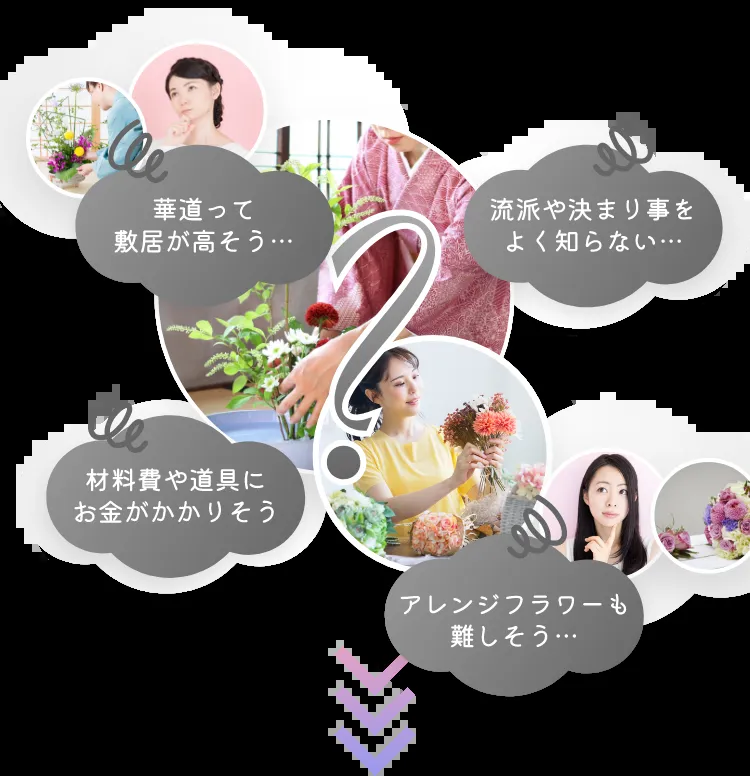 華道って
敷居が高そう…
流派や決まり事を
よく知らない…
材料費や道具に
お金がかかりそう
アレンジフラワーも
難しそう…
?